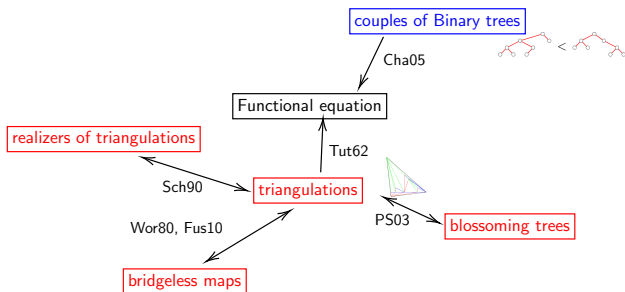 couples of Binary trees
<
Cha05
Functional equation
realizers of triangulations
Tut62
Sch90
triangulations
PS03
blossoming trees
Wor80, Fus10
bridgeless maps